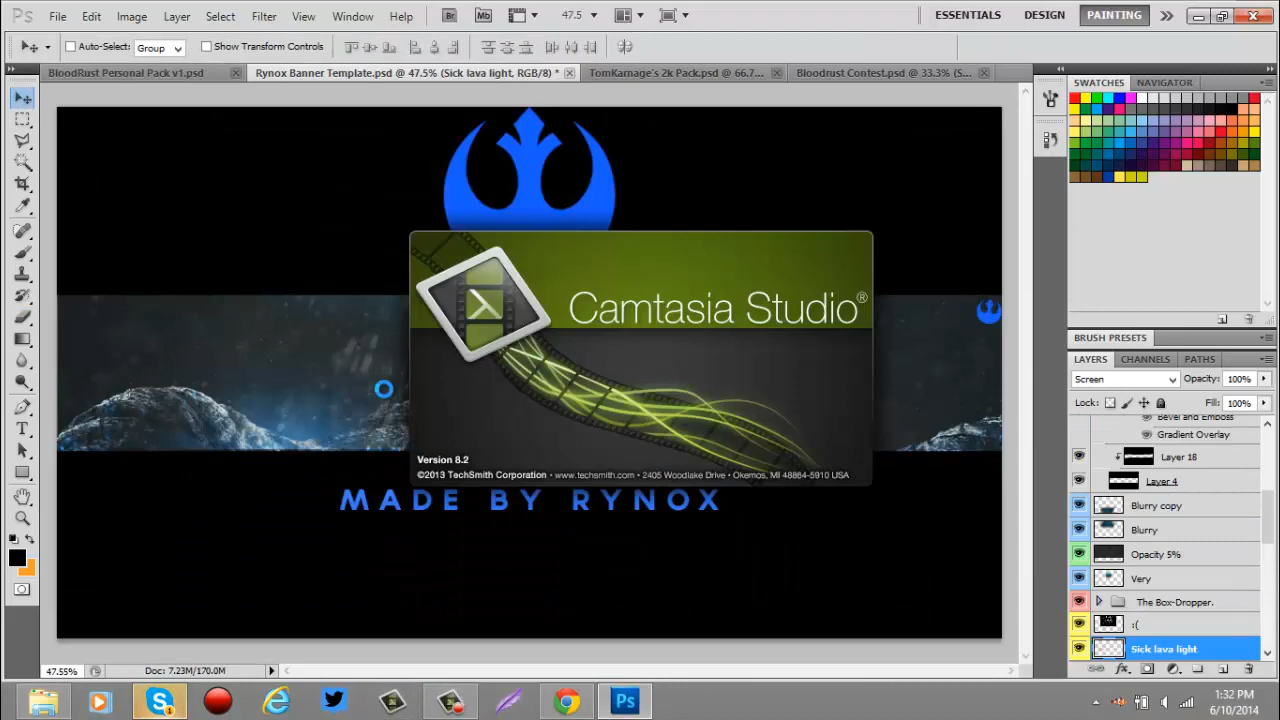 Ps File Edit Image Layer Select Filter View Window Help Br Mb 47.5 ESSENTIALS DESIGN PAINTING
Auto-Select: Group Show Transform Controls
BloodRust Personal Pack v1.psd Rynox Banner Template.psd @ 47.5% (Sick lava light, RGB/8) * TomKarnage's 2k Pack.psd @ 66.7... Bloodrust Contest.psd @ 33.3% (S...
SWATCHES NAVIGATOR
Camtasia Studio®
Version 8.2
©2013 TechSmith Corporation • www.techsmith.com • 2405 Woodlake Drive • Okemos, MI 48864-5910 USA
MADE BY RYNOX
BRUSH PRESETS
LAYERS CHANNELS PATHS
Screen Opacity: 100%
Lock: Fill: 100%
Bevel and Emboss
Gradient Overlay
Layer 18
Layer 4
Blurry copy
Blurry
Opacity 5%
Very
The Box-Dropper.
:(
Sick lava light
47.55% Doc: 7.23M/170.0M
Ps
1:32 PM
6/10/2014